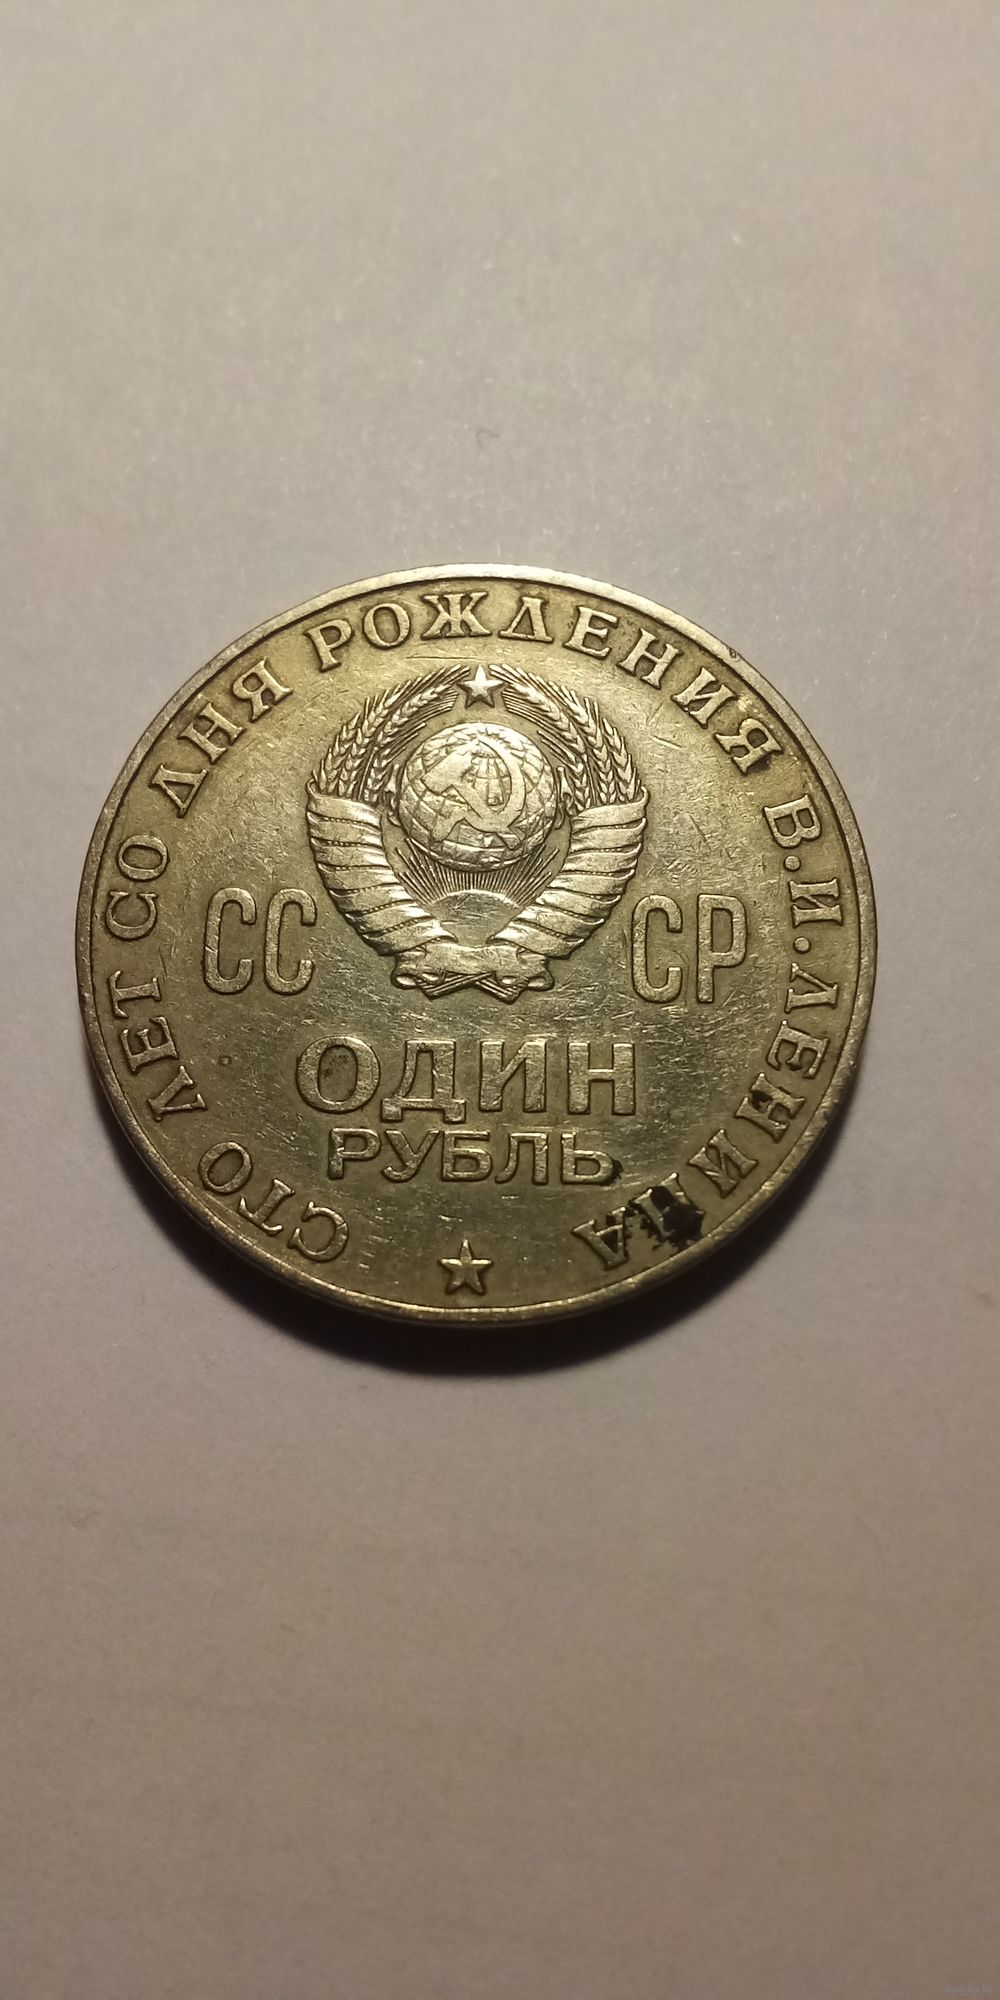 СТО ЛЕТ СО ДНЯ РОЖДЕНИЯ В.И.ЛЕНИНА
СС СР
ОДИН
РУБЛЬ